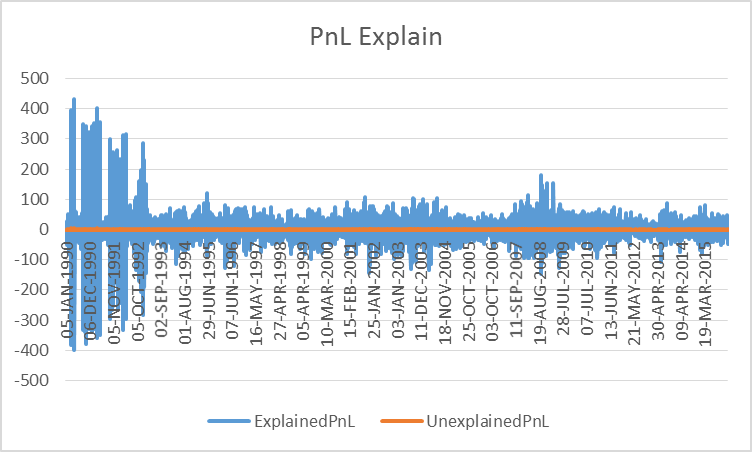 PnL Explain
500
400
300
200
100
0
-100
-200
-300
-400
-500
05-JAN-1990
06-DEC-1990
05-NOV-1991
05-OCT-1992
02-SEP-1993
01-AUG-1994
29-JUN-1995
07-JUN-1996
16-MAY-1997
27-APR-1998
05-APR-1999
10-MAR-2000
15-FEB-2001
25-JAN-2002
03-JAN-2003
11-DEC-2003
18-NOV-2004
25-OCT-2005
03-OCT-2006
11-SEP-2007
19-AUG-2008
28-JUL-2009
07-JUL-2010
13-JUN-2011
21-MAY-2012
30-APR-2013
09-APR-2014
19-MAR-2015
ExplainedPnL UnexplainedPnL